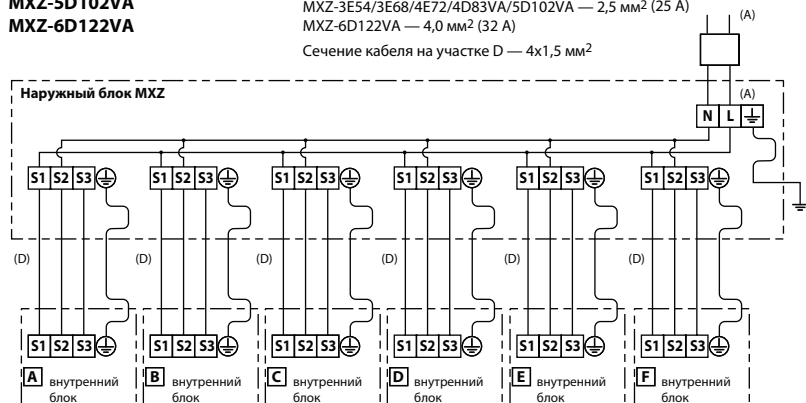 MXZ-5D102VA
MXZ-6D122VA
MXZ-3E54/3E68/4E72/4D83VA/5D102VA — 2,5 мм² (25 А)
MXZ-6D122VA — 4,0 мм² (32 А)
Сечение кабеля на участке D — 4x1,5 мм²
(A)
Наружный блок MXZ
(A)
N L
S1 S2 S3 S1 S2 S3 S1 S2 S3 S1 S2 S3 S1 S2 S3 S1 S2 S3
(D) (D) (D) (D) (D) (D)
S1 S2 S3 S1 S2 S3 S1 S2 S3 S1 S2 S3 S1 S2 S3 S1 S2 S3
A внутренний B внутренний C внутренний D внутренний E внутренний F внутренний
блок блок блок блок блок блок